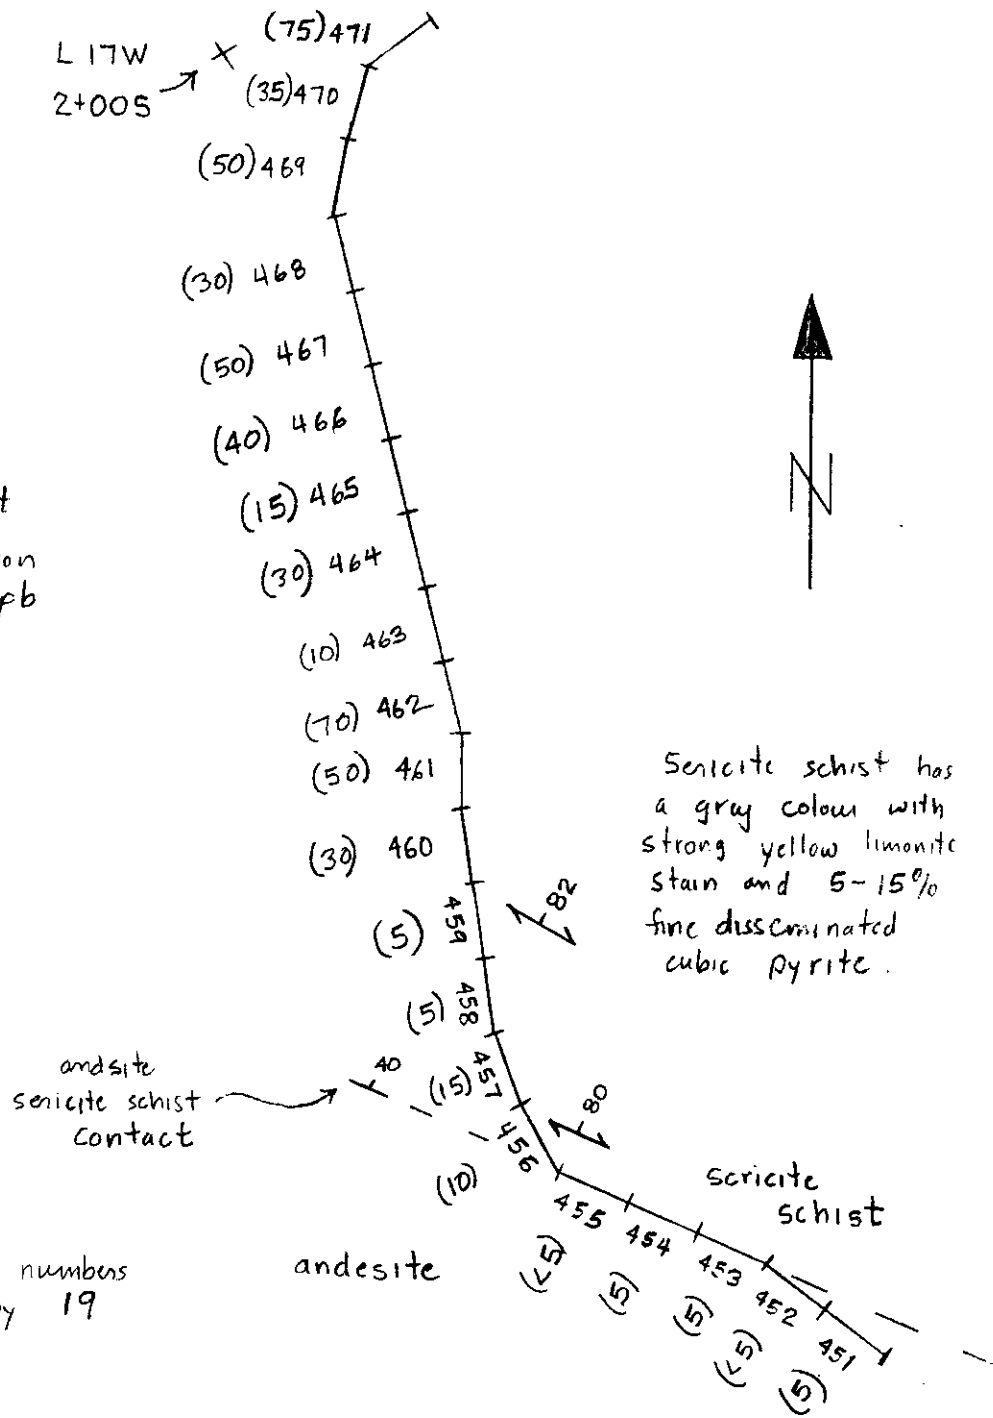 L 17W
2+00S
(75) 471
(35) 470
(50) 469
(30) 468
(50) 467
(40) 466
(15) 465
(30) 464
(10) 463
(70) 462
(50) 461
(30) 460
(5) 459
(5) 458
(15) 457
(10) 456
455 (<5)
454 (5)
453 (5)
452 (<5)
451 (5)
N
82
80
40
Sericite schist has
a gray colour with
strong yellow limonite
stain and 5-15%
fine disseminated
cubic pyrite.
andsite
sericite schist
contact
sericite
schist
andesite
numbers
19